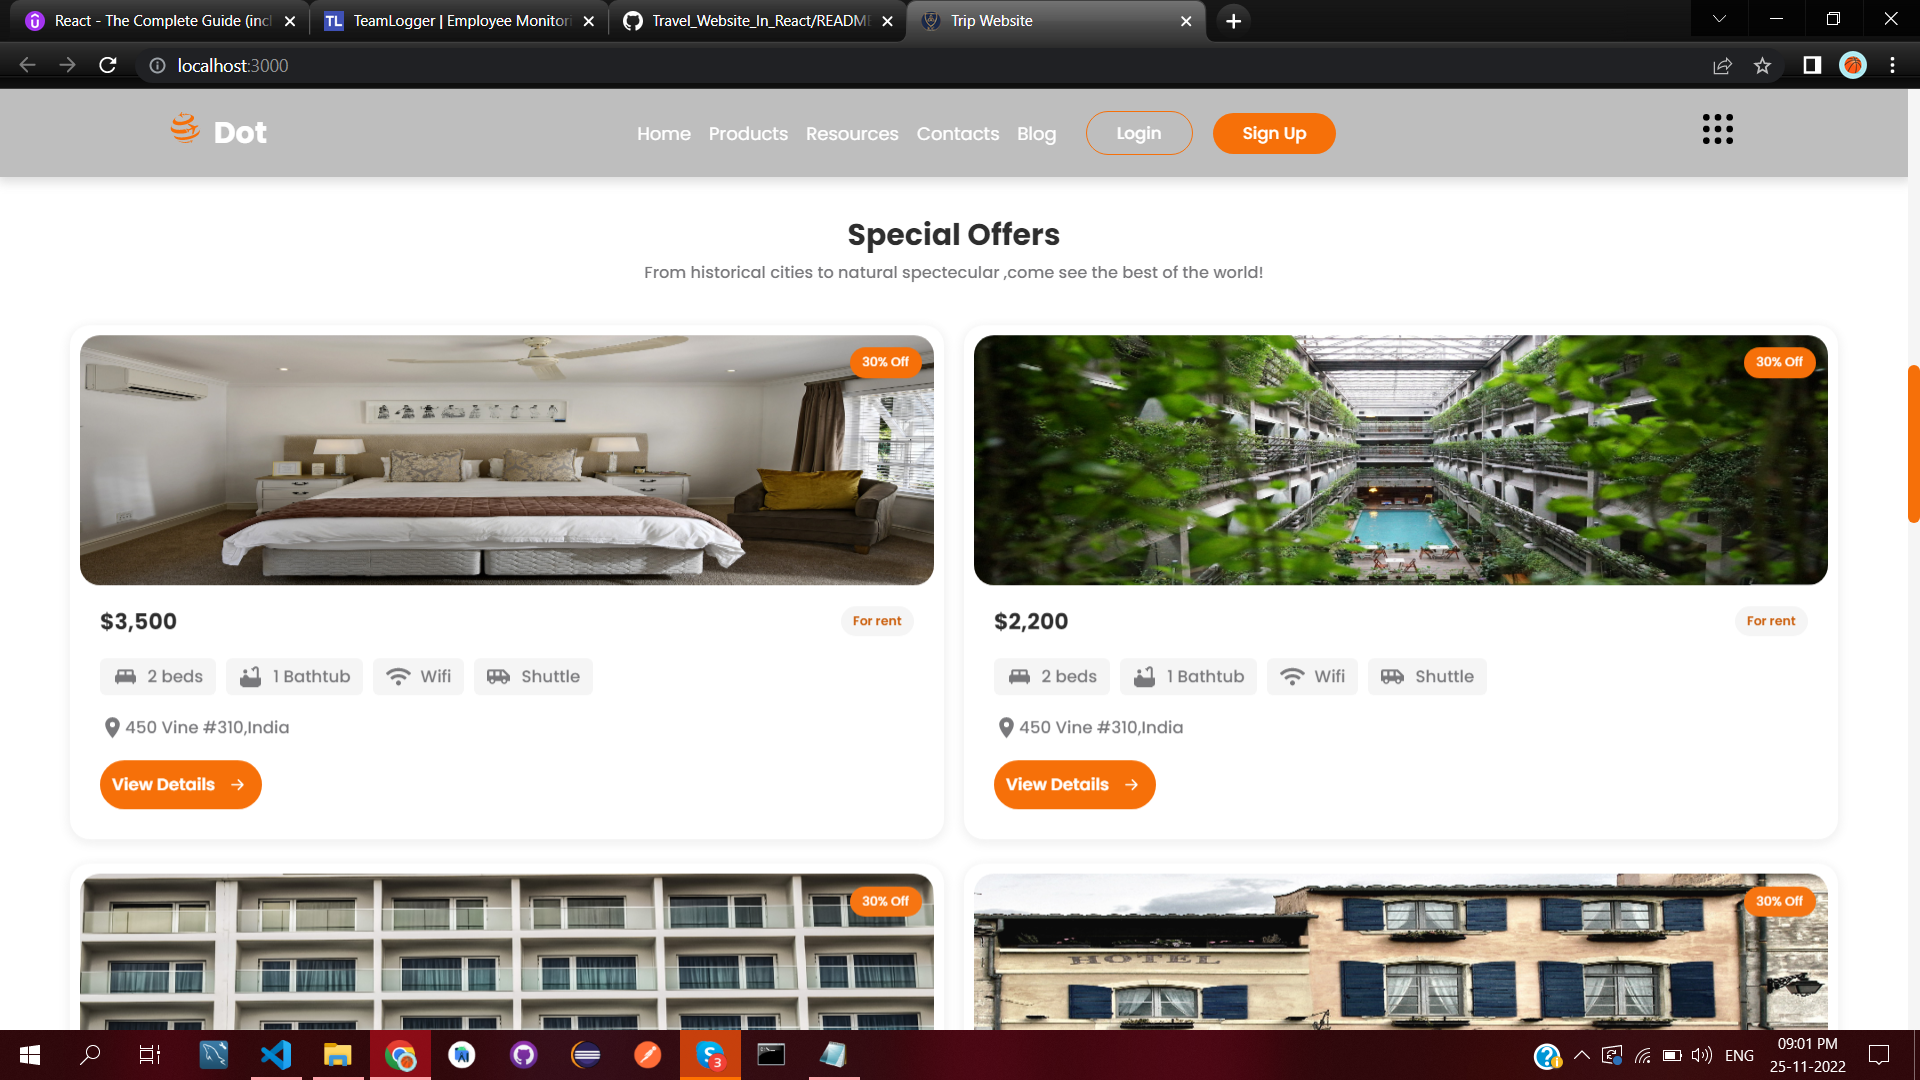 React - The Complete Guide (incl
TL TeamLogger | Employee Monitori
Travel_Website_In_React/README
Trip Website
localhost:3000
Dot
Home Products Resources Contacts Blog Login Sign Up
Special Offers
From historical cities to natural spectecular ,come see the best of the world!
30% Off
30% Off
$3,500 For rent
2 beds 1 Bathtub Wifi Shuttle
450 Vine #310,India
View Details
$2,200 For rent
2 beds 1 Bathtub Wifi Shuttle
450 Vine #310,India
View Details
30% Off
30% Off
HOTEL
3
ENG
09:01 PM
25-11-2022